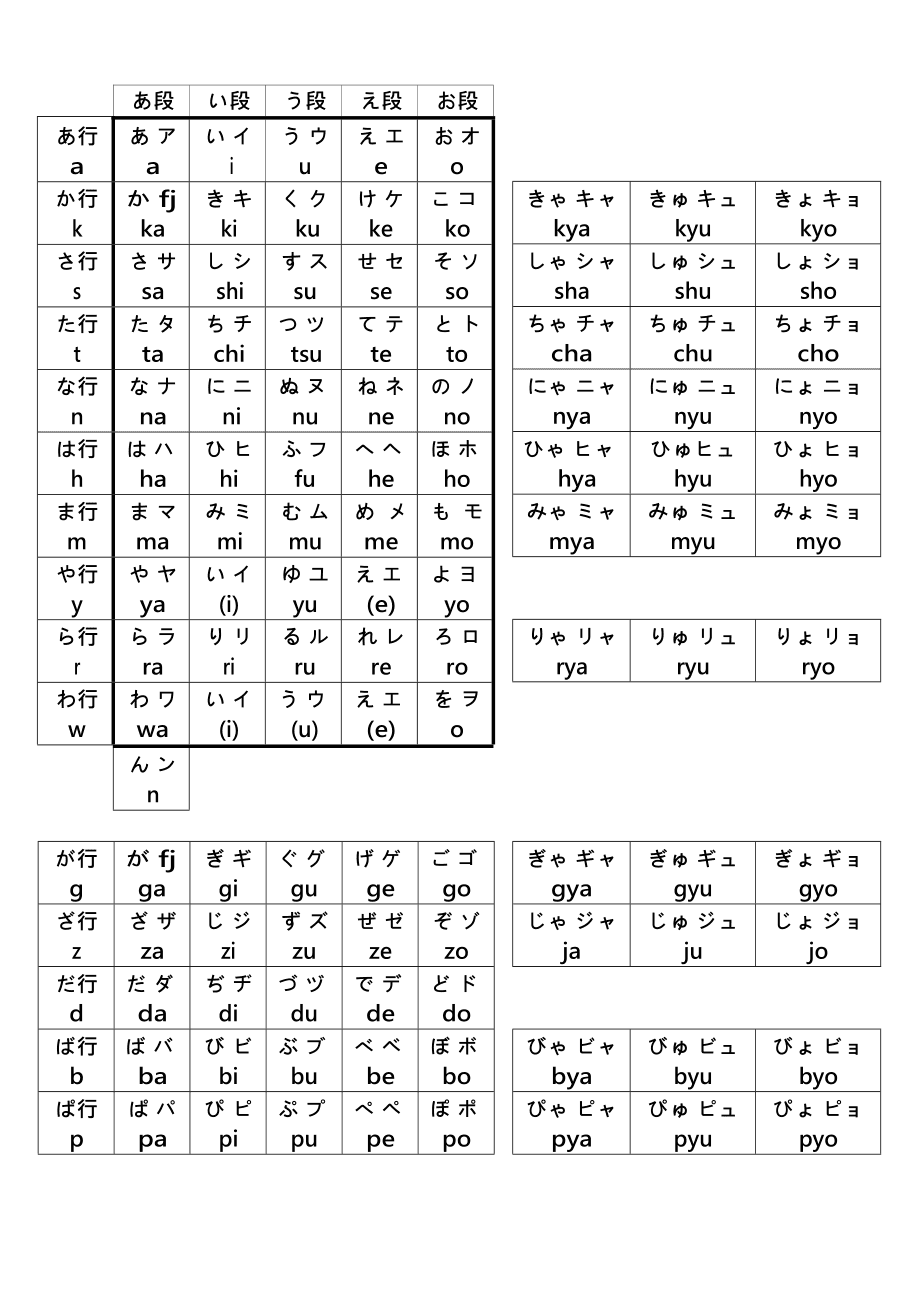 あ段 い段 う段 え段 お段
あ行 あ ア い イ う ウ え エ お オ
a a i u e o
か行 か fj き キ く ク け ケ こ コ きゃ キャ きゅ キュ きょ キョ
k ka ki ku ke ko kya kyu kyo
さ行 さ サ し シ す ス せ セ そ ソ しゃ シャ しゅ シュ しょ ショ
s sa shi su se so sha shu sho
た行 た タ ち チ つ ツ て テ と ト ちゃ チャ ちゅ チュ ちょ チョ
t ta chi tsu te to cha chu cho
な行 な ナ に ニ ぬ ヌ ね ネ の ノ にゃ ニャ にゅ ニュ にょ ニョ
n na ni nu ne no nya nyu nyo
は行 は ハ ひ ヒ ふ フ へ ヘ ほ ホ ひゃ ヒャ ひゅ ヒュ ひょ ヒョ
h ha hi fu he ho hya hyu hyo
ま行 ま マ み ミ む ム め メ も モ みゃ ミャ みゅ ミュ みょ ミョ
m ma mi mu me mo mya myu myo
や行 や ヤ い イ ゆ ユ え エ よ ヨ
y ya (i) yu (e) yo
ら行 ら ラ り リ る ル れ レ ろ ロ りゃ リャ りゅ リュ りょ リョ
r ra ri ru re ro rya ryu ryo
わ行 わ ワ い イ う ウ え エ を ヲ
w wa (i) (u) (e) o
ん ン
n
が行 が fj ぎ ギ ぐ グ げ ゲ ご ゴ ぎゃ ギャ ぎゅ ギュ ぎょ ギョ
g ga gi gu ge go gya gyu gyo
ざ行 ざ ザ じ ジ ず ズ ぜ ゼ ぞ ゾ じゃ ジャ じゅ ジュ じょ ジョ
z za zi zu ze zo ja ju jo
だ行 だ ダ ぢ ヂ づ ヅ で デ ど ド
d da di du de do
ば行 ば バ び ビ ぶ ブ べ ベ ぼ ボ びゃ ビャ びゅ ビュ びょ ビョ
b ba bi bu be bo bya byu byo
ぱ行 ぱ パ ぴ ピ ぷ プ ぺ ペ ぽ ポ ぴゃ ピャ ぴゅ ピュ ぴょ ピョ
p pa pi pu pe po pya pyu pyo